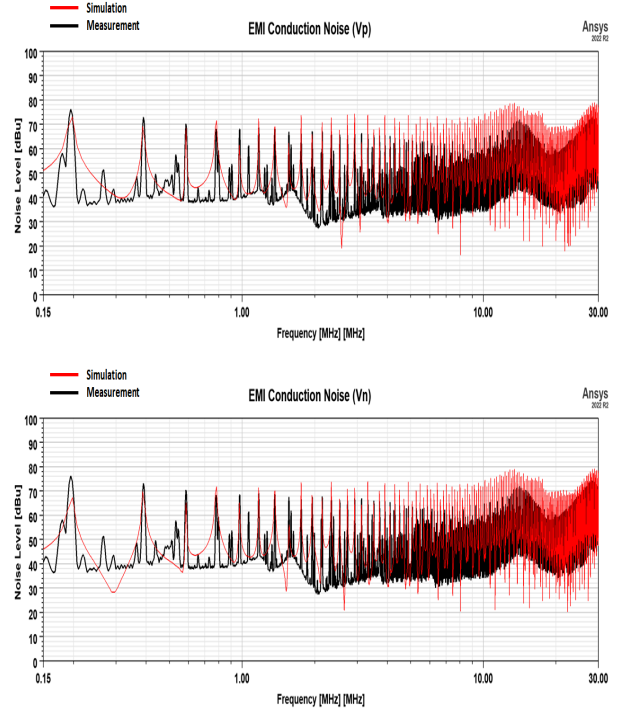 Simulation
Measurement
EMI Conduction Noise (Vp)
Ansys
2022 R2
Noise Level [dBu]
100
90
80
70
60
50
40
30
20
10
0
0.15
1.00
10.00
30.00
Frequency [MHz] [MHz]
Simulation
Measurement
EMI Conduction Noise (Vn)
Ansys
2022 R2
Noise Level [dBu]
100
90
80
70
60
50
40
30
20
10
0
0.15
1.00
10.00
30.00
Frequency [MHz] [MHz]